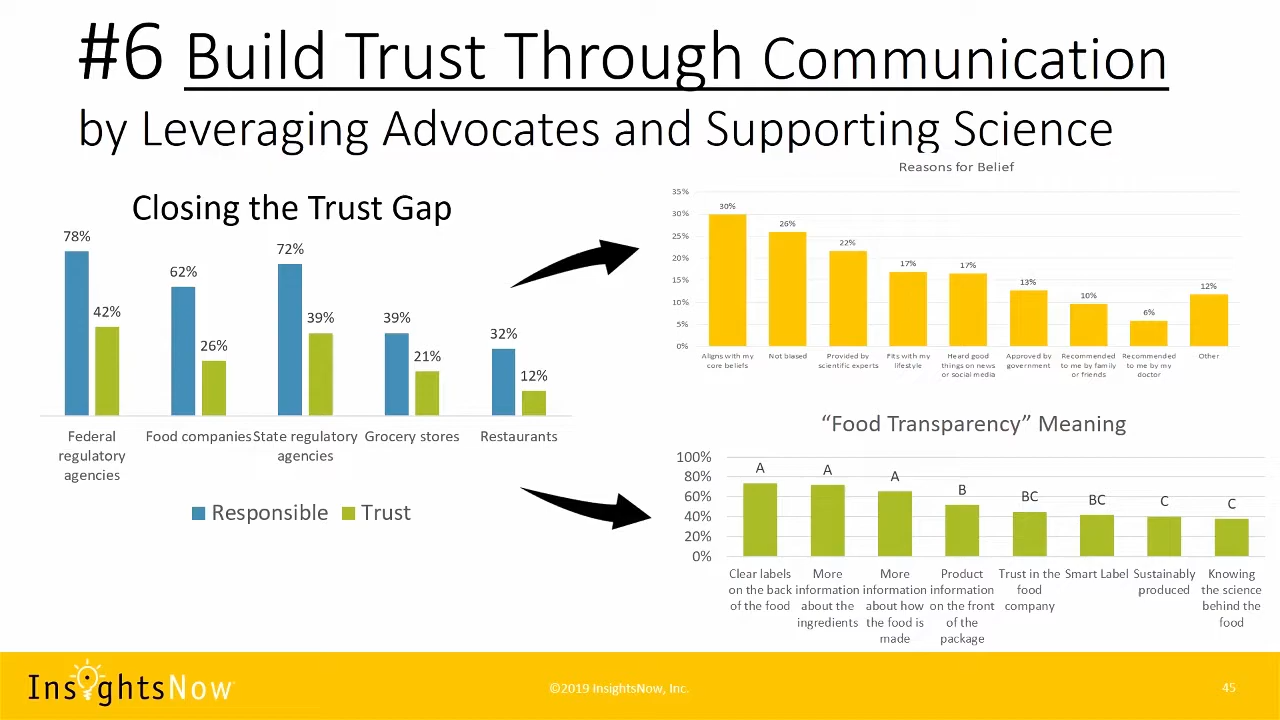 #6 Build Trust Through Communication
by Leveraging Advocates and Supporting Science
Closing the Trust Gap
78%
42%
62%
26%
72%
39%
39%
21%
32%
12%
Federal
regulatory
agencies
Food companies
State regulatory
agencies
Grocery stores
Restaurants
Responsible
Trust
Reasons for Belief
35%
30%
25%
20%
15%
10%
5%
0%
30%
26%
22%
17%
17%
13%
10%
6%
12%
Aligns with my
core beliefs
Not biased
Provided by
scientific experts
Fits with my
lifestyle
Heard good
things on news
or social media
Approved by
government
Recommended
to me by family
or friends
Recommended
to me by my
doctor
Other
“Food Transparency” Meaning
100%
80%
60%
40%
20%
0%
A
A
A
B
BC
BC
C
C
Clear labels
on the back
of the food
More
information
about the
ingredients
More
information
about how
the food is
made
Product
information
on the front
of the
package
Trust in the
food
company
Smart Label
Sustainably
produced
Knowing
the science
behind the
food
InsightsNow
©2019 InsightsNow, Inc.
45